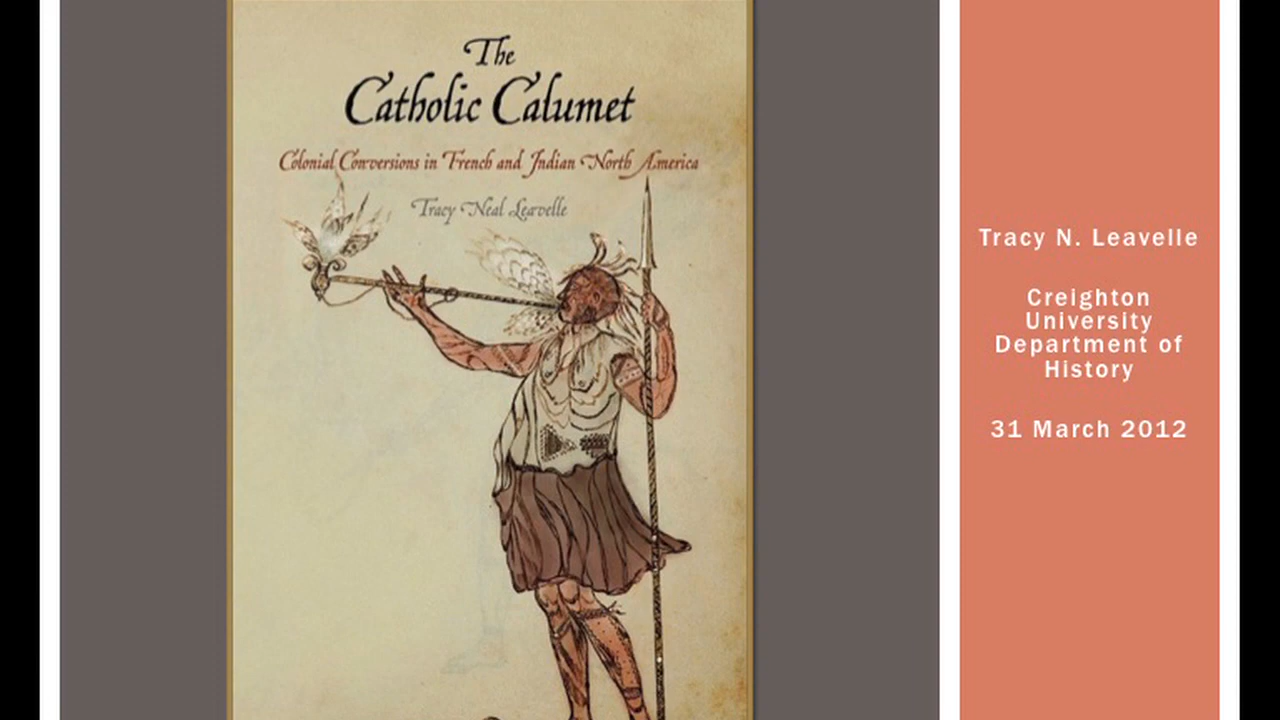 The
Catholic Calumet
Colonial Conversions in French and Indian North America
Tracy Neal Leavelle
Tracy N. Leavelle
Creighton
University
Department of
History
31 March 2012